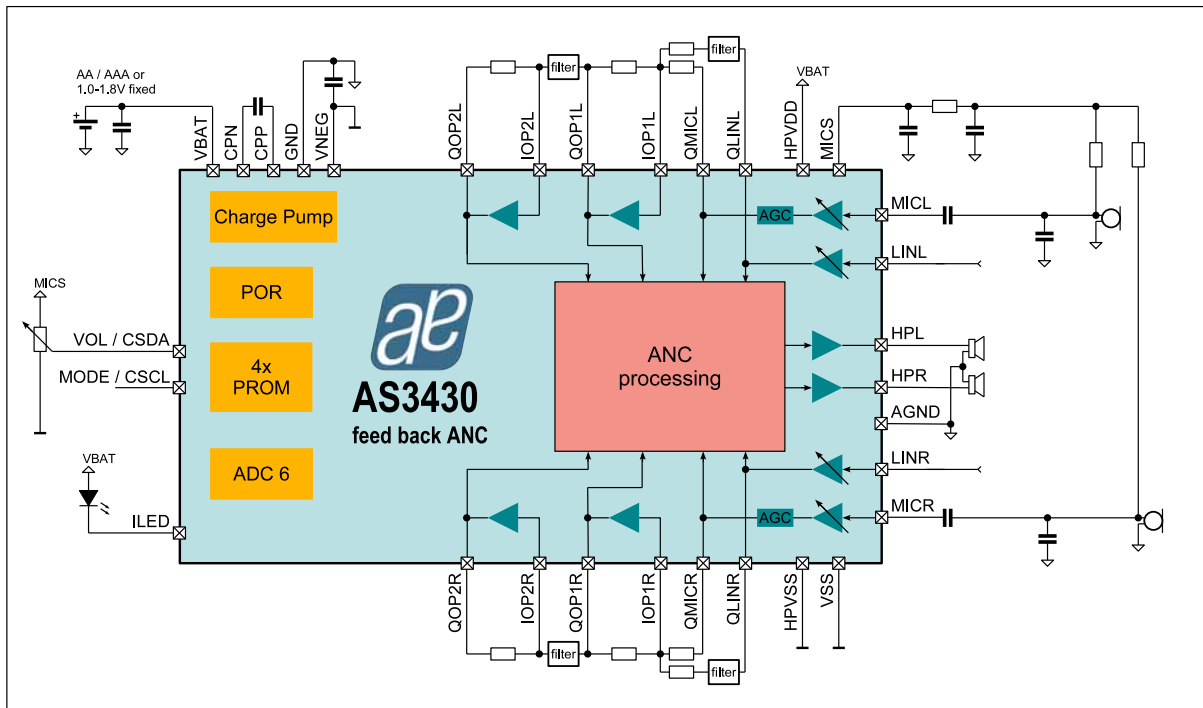 AA / AAA or
1.0-1.8V fixed
VBAT
CPN
CPP
GND
VNEG
QOP2L
IOP2L
QOP1L
IOP1L
QMICL
QLINL
HPVDD
MICS
filter
filter
VBAT
Charge Pump
POR
4x
PROM
ADC 6
MICS
VOL / CSDA
MODE / CSCL
VBAT
ILED
ae
AS3430
feed back ANC
ANC
processing
AGC
AGC
MICL
LINL
HPL
HPR
AGND
LINR
MICR
QOP2R
IOP2R
QOP1R
IOP1R
QMICR
QLINR
HPVSS
VSS
filter
filter